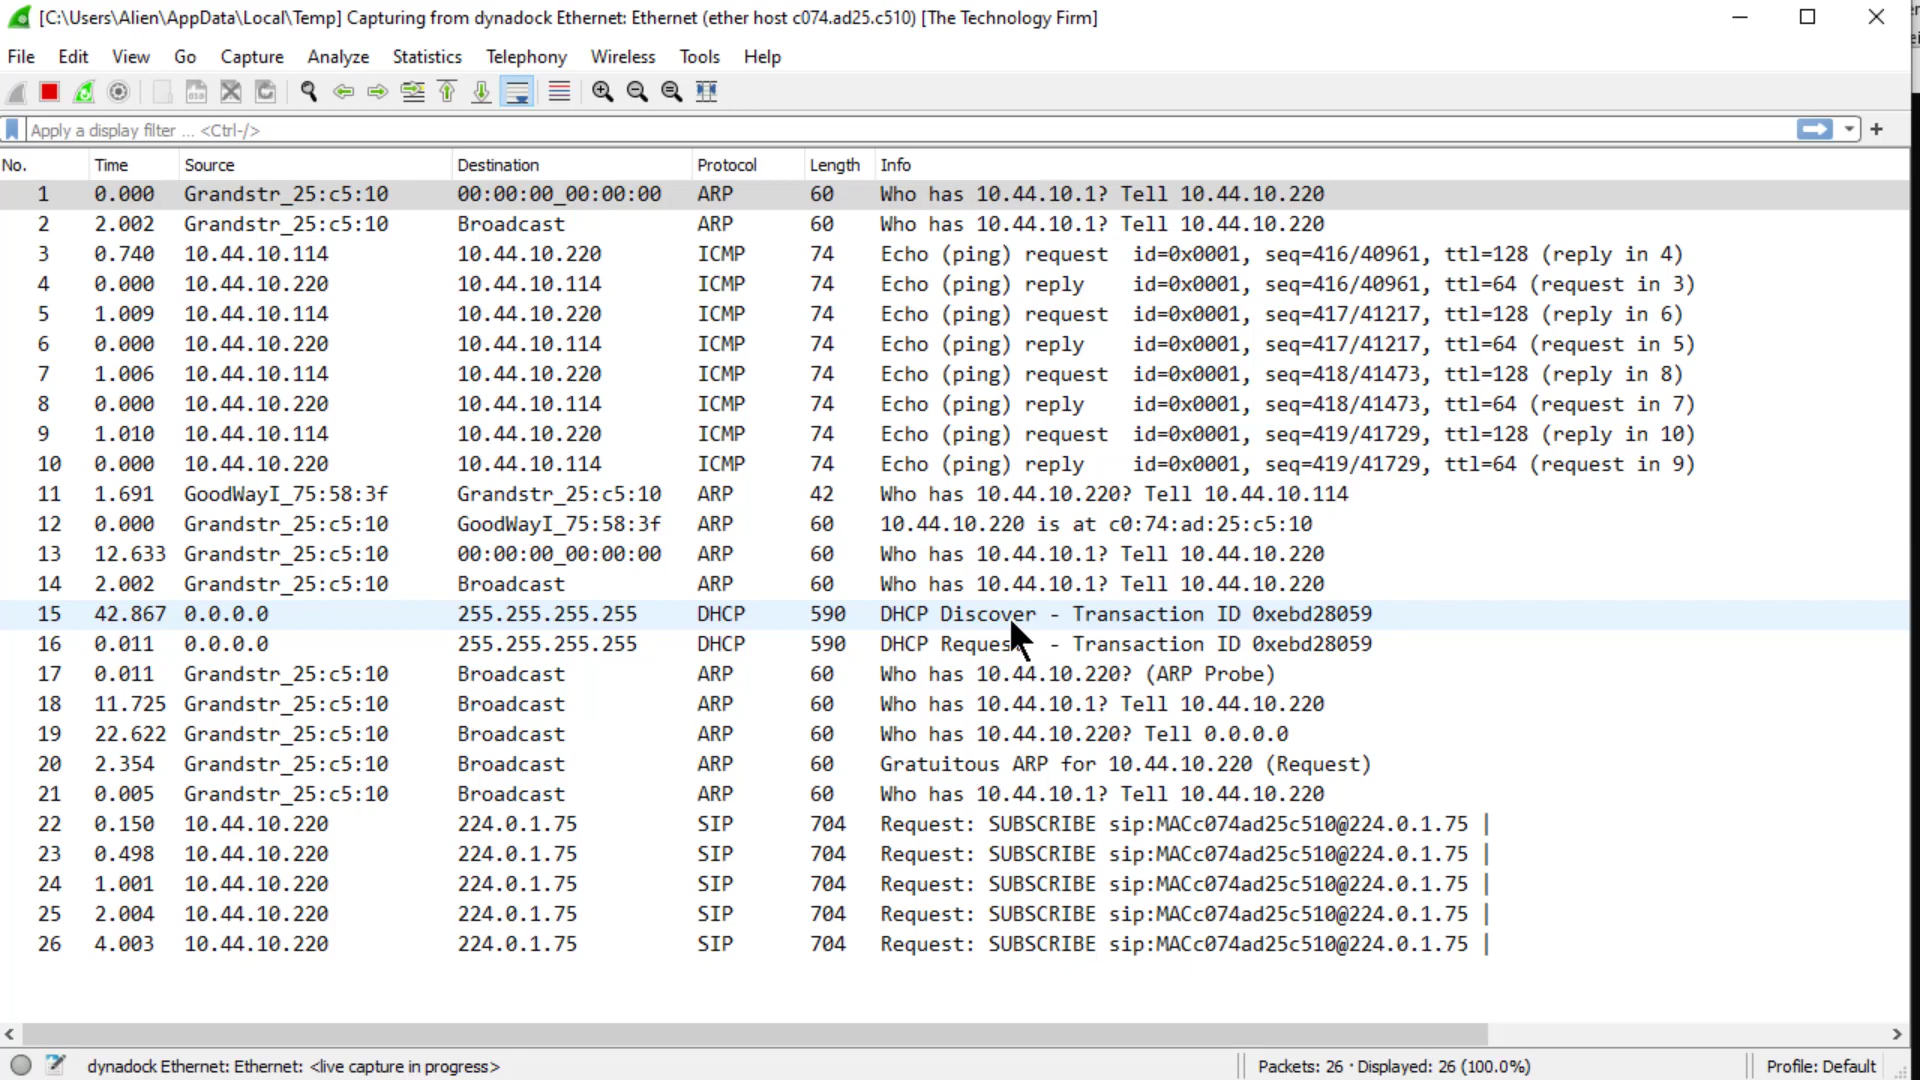 [C:\Users\Alien\AppData\Local\Temp] Capturing from dynadock Ethernet: Ethernet (ether host c074.ad25.c510) [The Technology Firm]
File Edit View Go Capture Analyze Statistics Telephony Wireless Tools Help
Apply a display filter ... <Ctrl-/>
No. Time Source Destination Protocol Length Info
1 0.000 Grandstr_25:c5:10 00:00:00_00:00:00 ARP 60 Who has 10.44.10.1? Tell 10.44.10.220
2 2.002 Grandstr_25:c5:10 Broadcast ARP 60 Who has 10.44.10.1? Tell 10.44.10.220
3 0.740 10.44.10.114 10.44.10.220 ICMP 74 Echo (ping) request id=0x0001, seq=416/40961, ttl=128 (reply in 4)
4 0.000 10.44.10.220 10.44.10.114 ICMP 74 Echo (ping) reply id=0x0001, seq=416/40961, ttl=64 (request in 3)
5 1.009 10.44.10.114 10.44.10.220 ICMP 74 Echo (ping) request id=0x0001, seq=417/41217, ttl=128 (reply in 6)
6 0.000 10.44.10.220 10.44.10.114 ICMP 74 Echo (ping) reply id=0x0001, seq=417/41217, ttl=64 (request in 5)
7 1.006 10.44.10.114 10.44.10.220 ICMP 74 Echo (ping) request id=0x0001, seq=418/41473, ttl=128 (reply in 8)
8 0.000 10.44.10.220 10.44.10.114 ICMP 74 Echo (ping) reply id=0x0001, seq=418/41473, ttl=64 (request in 7)
9 1.010 10.44.10.114 10.44.10.220 ICMP 74 Echo (ping) request id=0x0001, seq=419/41729, ttl=128 (reply in 10)
10 0.000 10.44.10.220 10.44.10.114 ICMP 74 Echo (ping) reply id=0x0001, seq=419/41729, ttl=64 (request in 9)
11 1.691 GoodWayI_75:58:3f Grandstr_25:c5:10 ARP 42 Who has 10.44.10.220? Tell 10.44.10.114
12 0.000 Grandstr_25:c5:10 GoodWayI_75:58:3f ARP 60 10.44.10.220 is at c0:74:ad:25:c5:10
13 12.633 Grandstr_25:c5:10 00:00:00_00:00:00 ARP 60 Who has 10.44.10.1? Tell 10.44.10.220
14 2.002 Grandstr_25:c5:10 Broadcast ARP 60 Who has 10.44.10.1? Tell 10.44.10.220
15 42.867 0.0.0.0 255.255.255.255 DHCP 590 DHCP Discover - Transaction ID 0xebd28059
16 0.011 0.0.0.0 255.255.255.255 DHCP 590 DHCP Request - Transaction ID 0xebd28059
17 0.011 Grandstr_25:c5:10 Broadcast ARP 60 Who has 10.44.10.220? (ARP Probe)
18 11.725 Grandstr_25:c5:10 Broadcast ARP 60 Who has 10.44.10.1? Tell 10.44.10.220
19 22.622 Grandstr_25:c5:10 Broadcast ARP 60 Who has 10.44.10.220? Tell 0.0.0.0
20 2.354 Grandstr_25:c5:10 Broadcast ARP 60 Gratuitous ARP for 10.44.10.220 (Request)
21 0.005 Grandstr_25:c5:10 Broadcast ARP 60 Who has 10.44.10.1? Tell 10.44.10.220
22 0.150 10.44.10.220 224.0.1.75 SIP 704 Request: SUBSCRIBE sip:MACc074ad25c510@224.0.1.75 |
23 0.498 10.44.10.220 224.0.1.75 SIP 704 Request: SUBSCRIBE sip:MACc074ad25c510@224.0.1.75 |
24 1.001 10.44.10.220 224.0.1.75 SIP 704 Request: SUBSCRIBE sip:MACc074ad25c510@224.0.1.75 |
25 2.004 10.44.10.220 224.0.1.75 SIP 704 Request: SUBSCRIBE sip:MACc074ad25c510@224.0.1.75 |
26 4.003 10.44.10.220 224.0.1.75 SIP 704 Request: SUBSCRIBE sip:MACc074ad25c510@224.0.1.75 |
dynadock Ethernet: Ethernet: <live capture in progress> Packets: 26 · Displayed: 26 (100.0%) Profile: Default